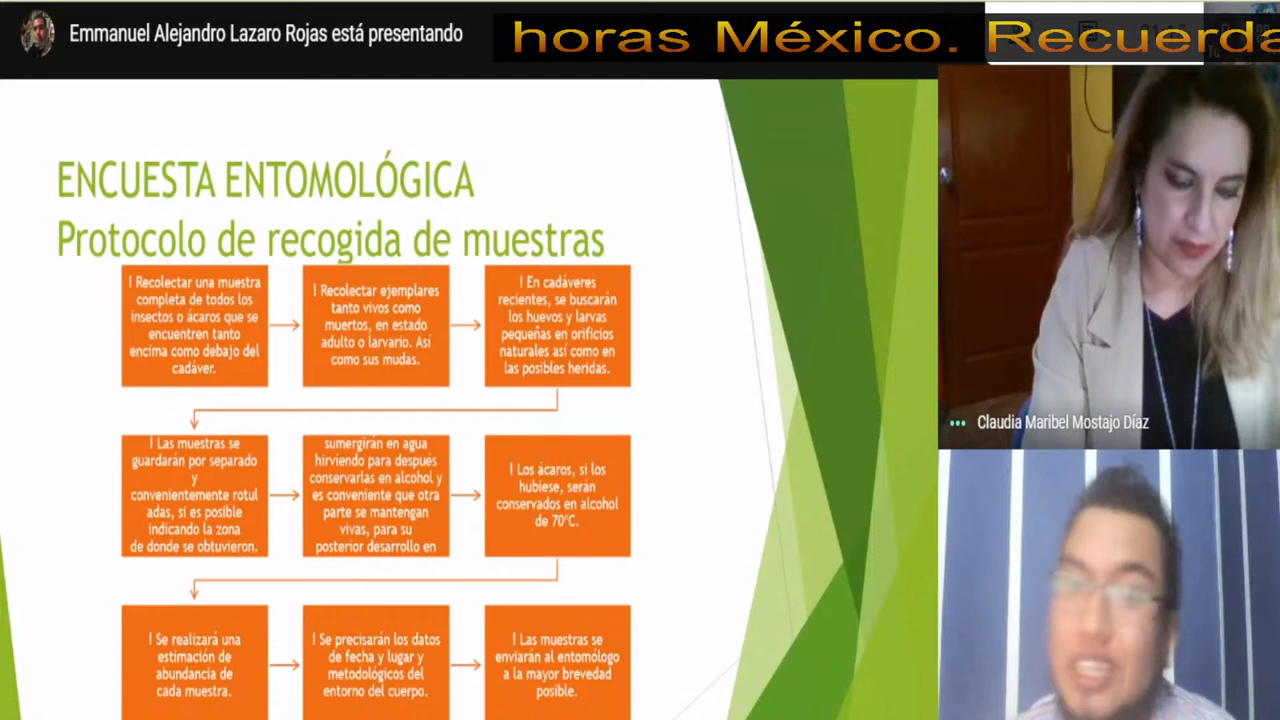 Emmanuel Alejandro Lazaro Rojas está presentando
horas México. Recuerda
ENCUESTA ENTOMOLÓGICA
Protocolo de recogida de muestras
! Recolectar una muestra
completa de todos los
insectos o ácaros que se
encuentren tanto
encima como debajo del
cadáver.
! Recolectar ejemplares
tanto vivos como
muertos, en estado
adulto o larvario. Así
como sus mudas.
! En cadáveres
recientes, se buscarán
los huevos y larvas
pequeñas en orificios
naturales así como en
las posibles heridas.
! Las muestras se
guardarán por separado
y
convenientemente rotul
adas, si es posible
indicando la zona
de donde se obtuvieron.
sumergirán en agua
hirviendo para después
conservarlas en alcohol y
es conveniente que otra
parte se mantengan
vivas, para su
posterior desarrollo en
! Los ácaros, si los
hubiese, serán
conservados en alcohol
de 70ºC.
! Se realizará una
estimación de
abundancia de
cada muestra.
! Se precisarán los datos
de fecha y lugar y
metodológicos del
entorno del cuerpo.
! Las muestras se
enviarán al entomólogo
a la mayor brevedad
posible.
Claudia Maribel Mostajo Díaz